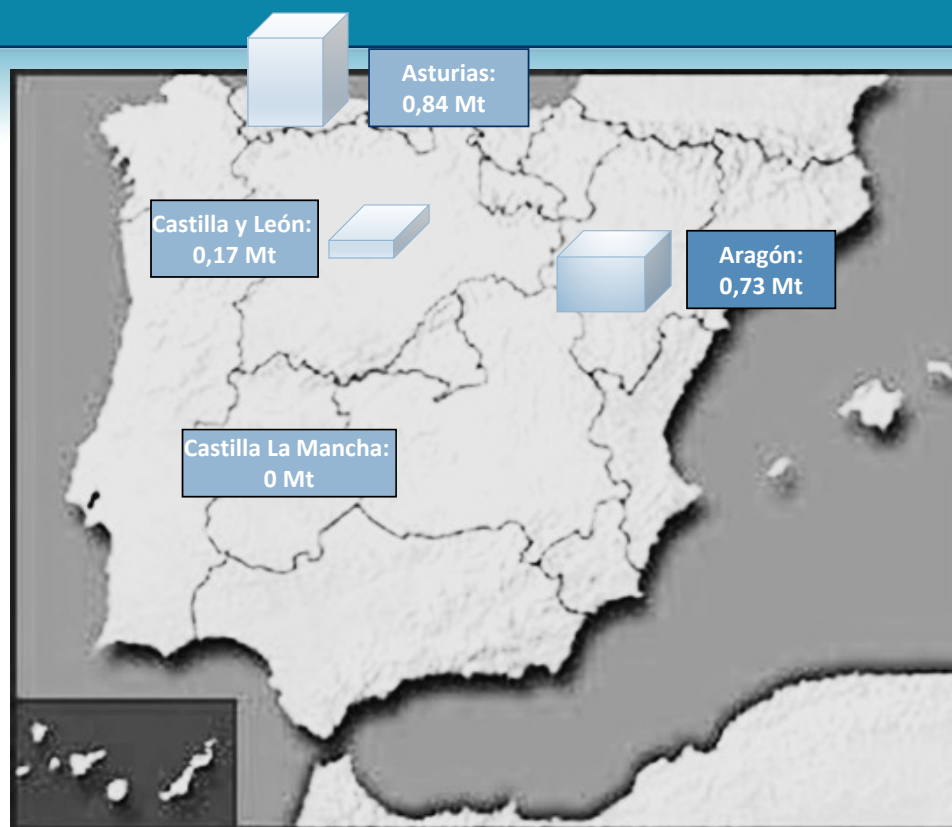 Asturias:
0,84 Mt
Castilla y León:
0,17 Mt
Aragón:
0,73 Mt
Castilla La Mancha:
0 Mt